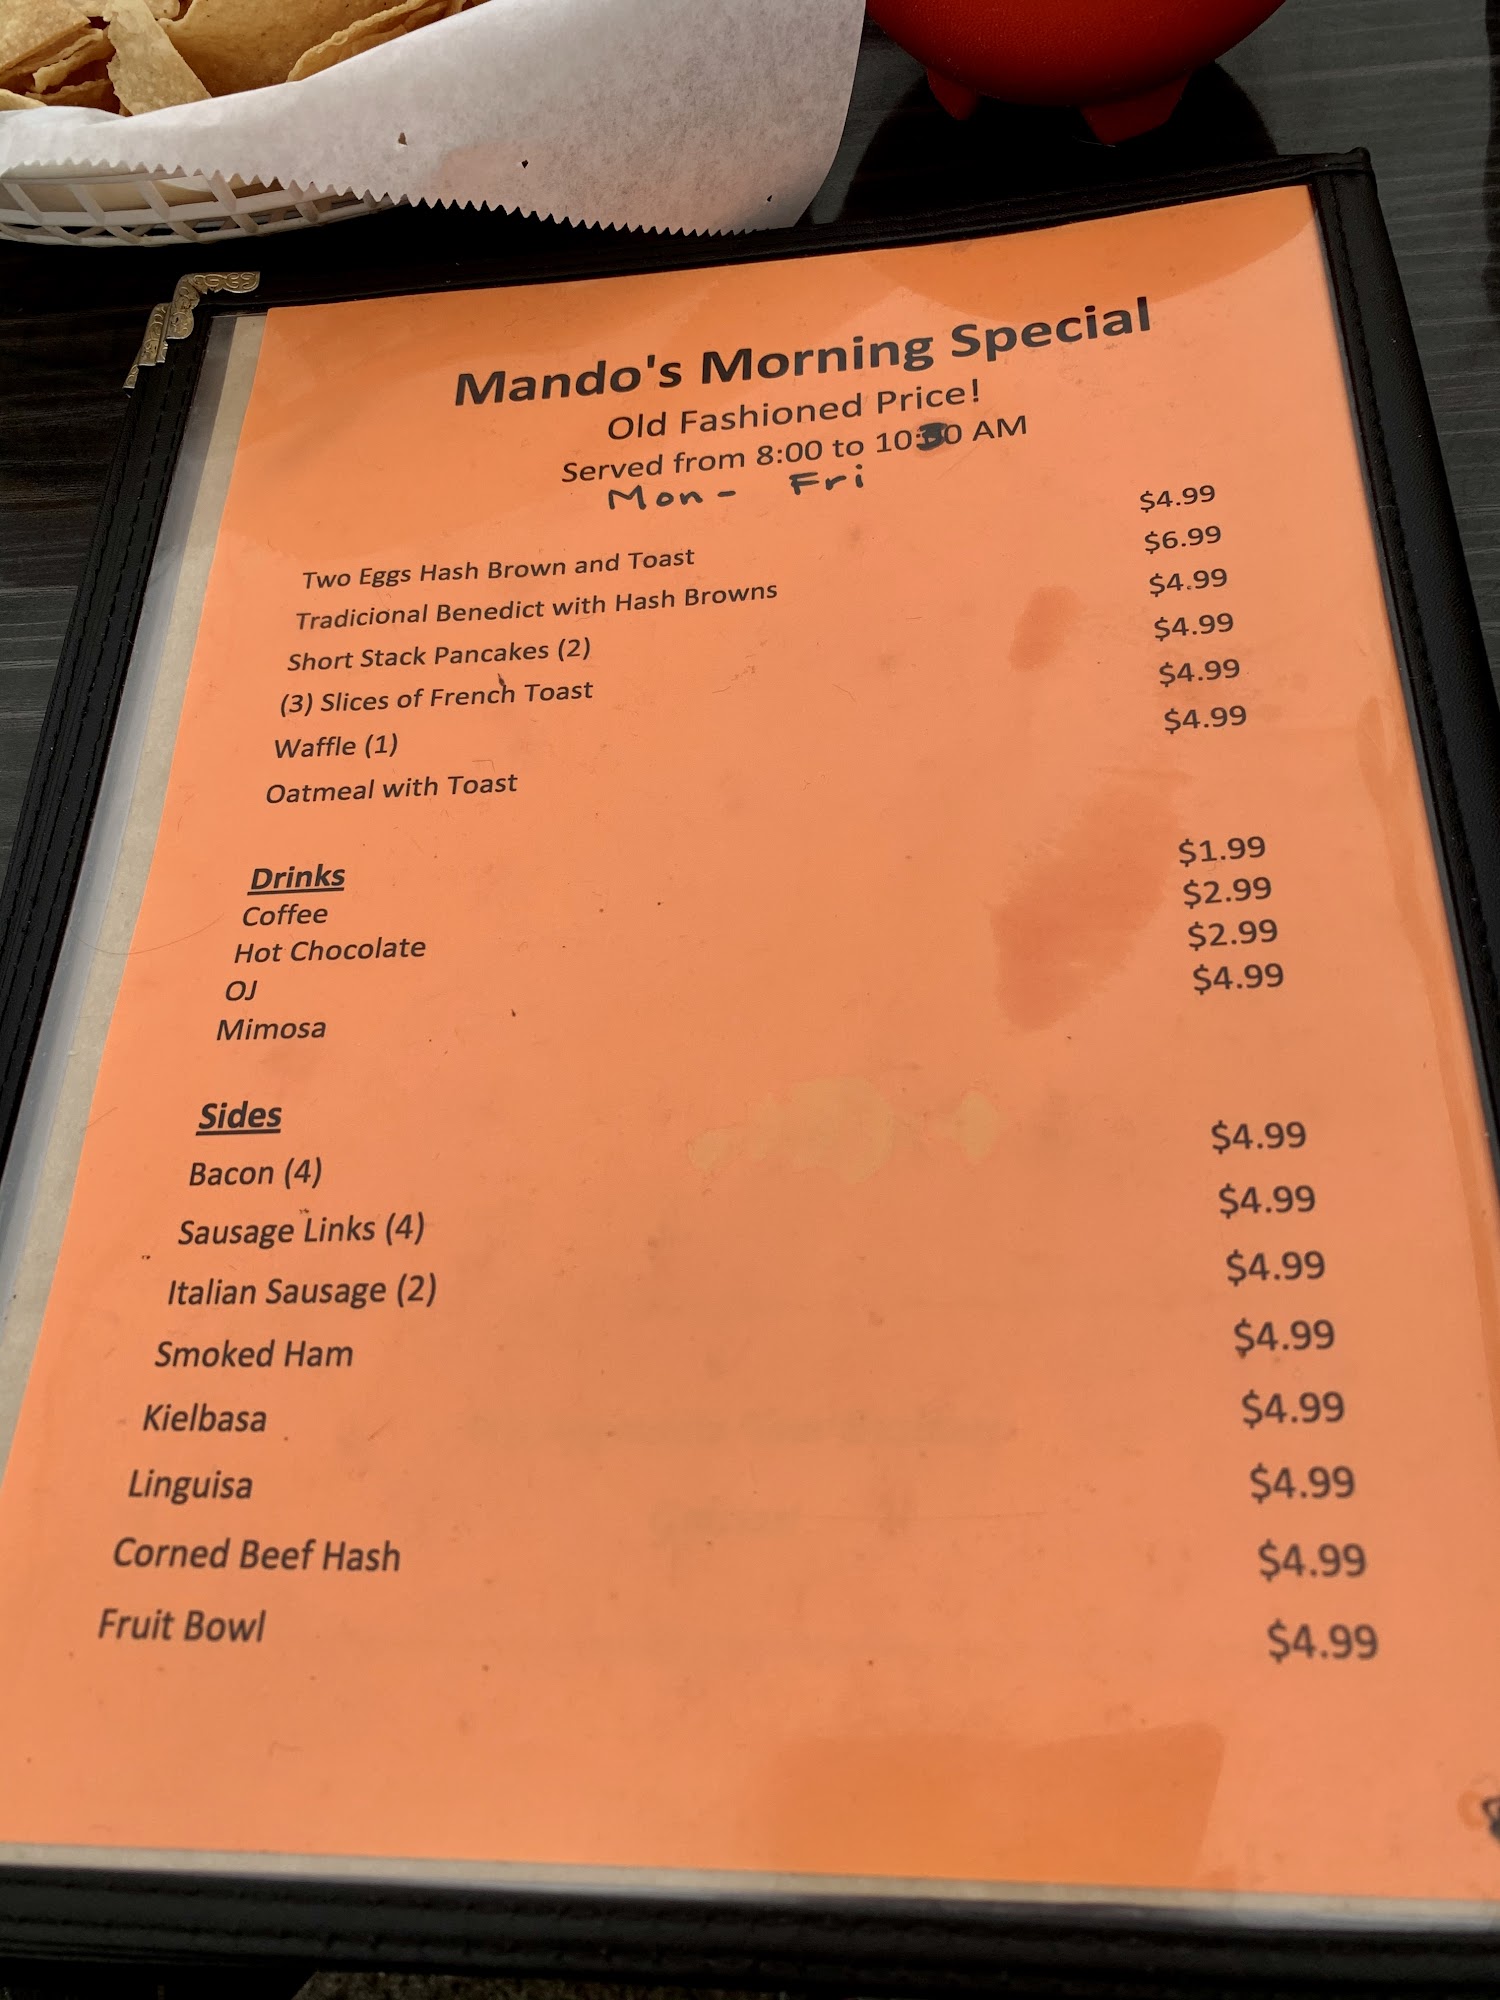 Mando's Morning Special
Old Fashioned Price!
Served from 8:00 to 10:30 AM
Mon - Fri
Two Eggs Hash Brown and Toast $4.99
Tradicional Benedict with Hash Browns $6.99
Short Stack Pancakes (2) $4.99
(3) Slices of French Toast $4.99
Waffle (1) $4.99
Oatmeal with Toast $4.99
Drinks
Coffee $1.99
Hot Chocolate $2.99
OJ $2.99
Mimosa $4.99
Sides
Bacon (4) $4.99
Sausage Links (4) $4.99
Italian Sausage (2) $4.99
Smoked Ham $4.99
Kielbasa $4.99
Linguisa $4.99
Corned Beef Hash $4.99
Fruit Bowl $4.99